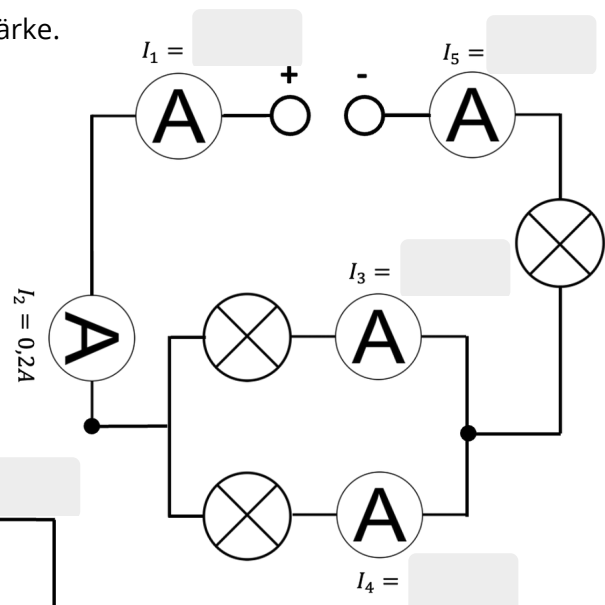 ärke.
I₁ =
I₅ =
+ -
A
A
I₃ =
I₂ = 0,2A
A
A
A
I₄ =